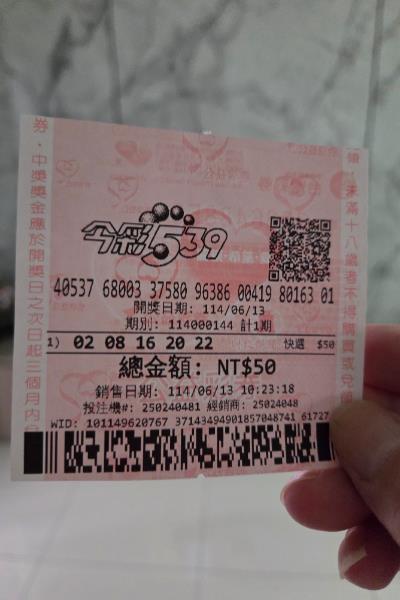 今彩539
40537 68003 37580 96386 00419 80163 01
開獎日期: 114/06/13
期別: 114000144 計1期
1) 02 08 16 20 22 快選 $50
總金額: NT$50
銷售日期: 114/06/13 10:23:18
投注機#: 250240481 經銷商: 25024048
WID: 101149620767 37143494901857048741 61727
券‧中獎獎金應於開獎日之次日起三個月內
領‧未滿十八歲者不得購買或兌領